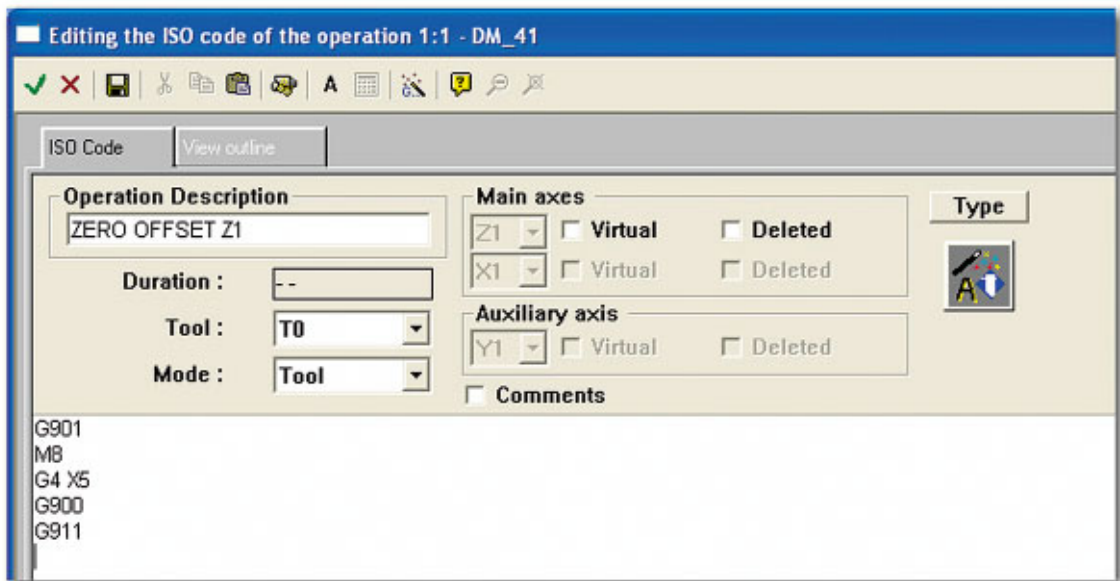 Editing the ISO code of the operation 1:1 - DM_41
A
ISO Code View outline
Operation Description
ZERO OFFSET Z1
Duration : --
Tool : T0
Mode : Tool
Main axes
Z1 Virtual Deleted
X1 Virtual Deleted
Auxiliary axis
Y1 Virtual Deleted
Comments
Type
A
G901
M8
G4 X5
G900
G911